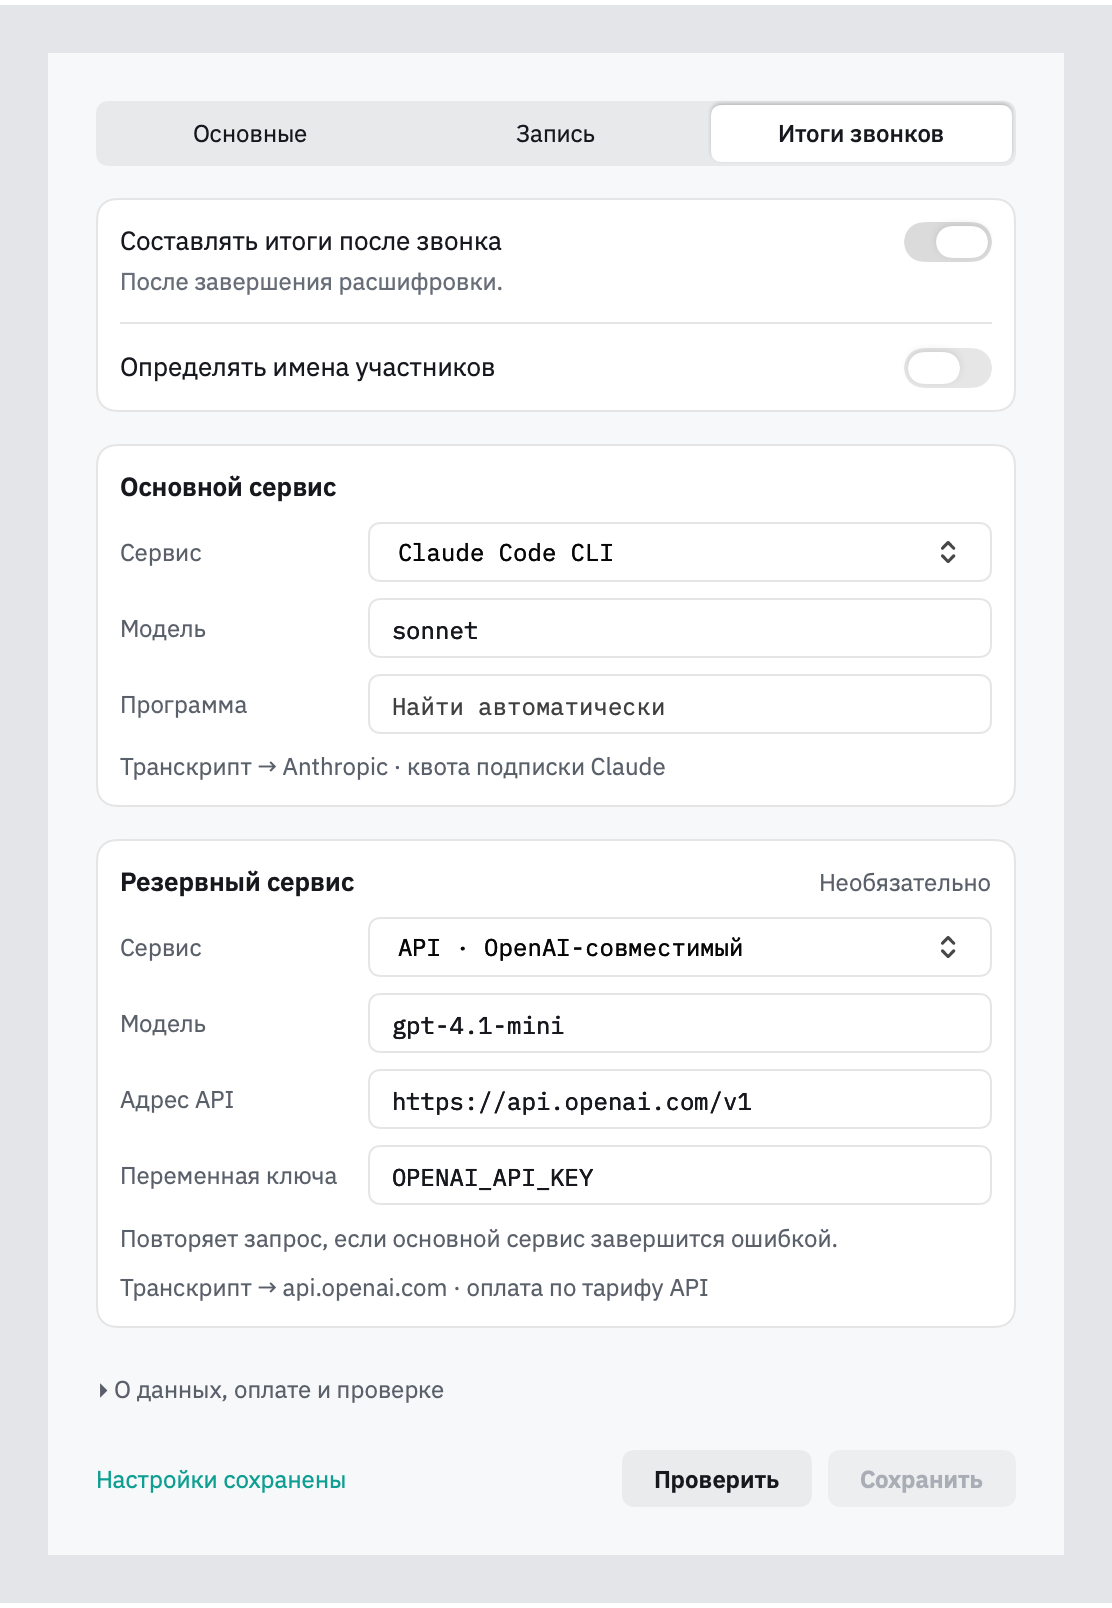 Основные
Запись
Итоги звонков
Составлять итоги после звонка
После завершения расшифровки.
Определять имена участников
Основной сервис
Сервис
Claude Code CLI
Модель
sonnet
Программа
Найти автоматически
Транскрипт → Anthropic · квота подписки Claude
Резервный сервис
Необязательно
Сервис
API · OpenAI-совместимый
Модель
gpt-4.1-mini
Адрес API
https://api.openai.com/v1
Переменная ключа
OPENAI_API_KEY
Повторяет запрос, если основной сервис завершится ошибкой.
Транскрипт → api.openai.com · оплата по тарифу API
О данных, оплате и проверке
Настройки сохранены
Проверить
Сохранить